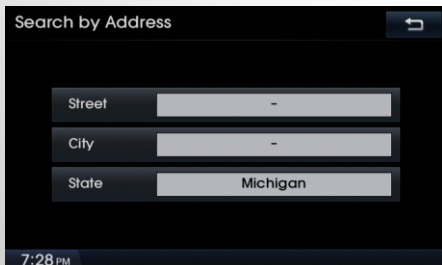 Search by Address
Street -
City -
State Michigan
7:28 PM